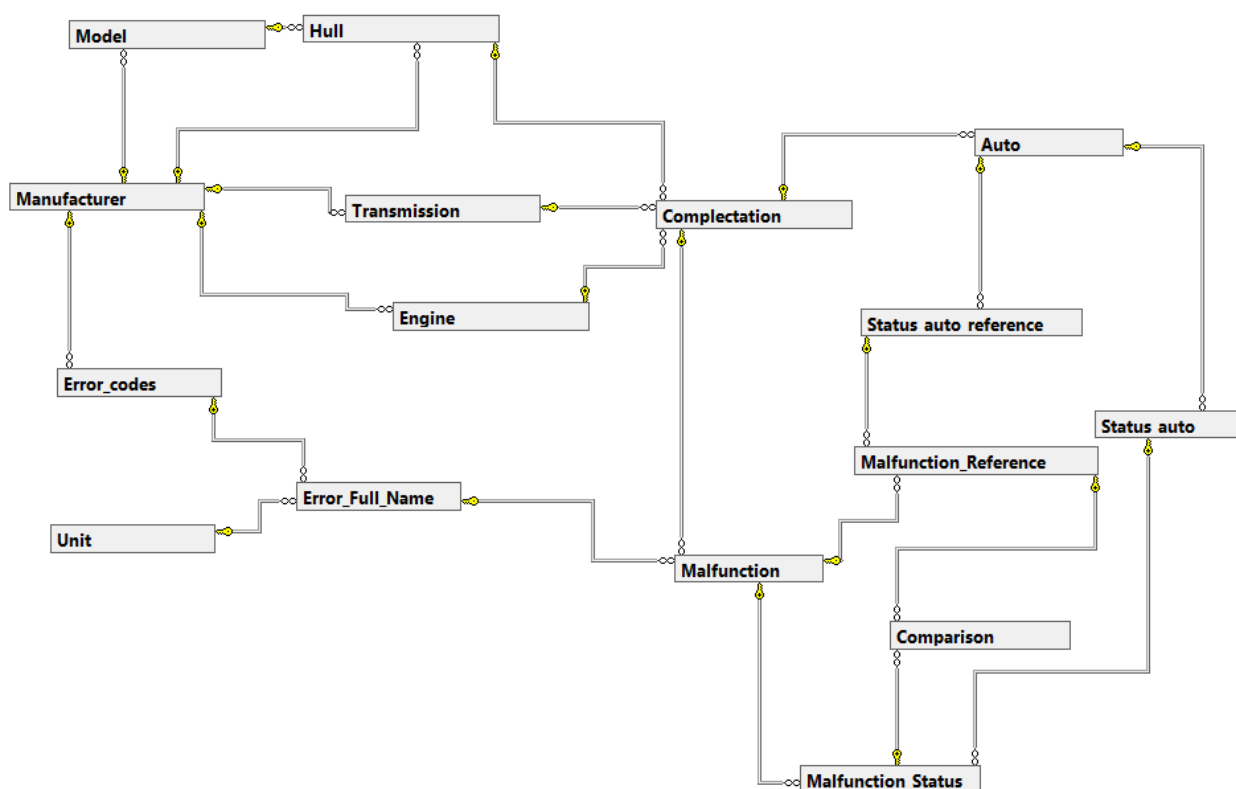 Model
Hull
Auto
Manufacturer
Transmission
Complectation
Engine
Status auto reference
Error_codes
Status auto
Malfunction_Reference
Error_Full_Name
Unit
Malfunction
Comparison
Malfunction Status